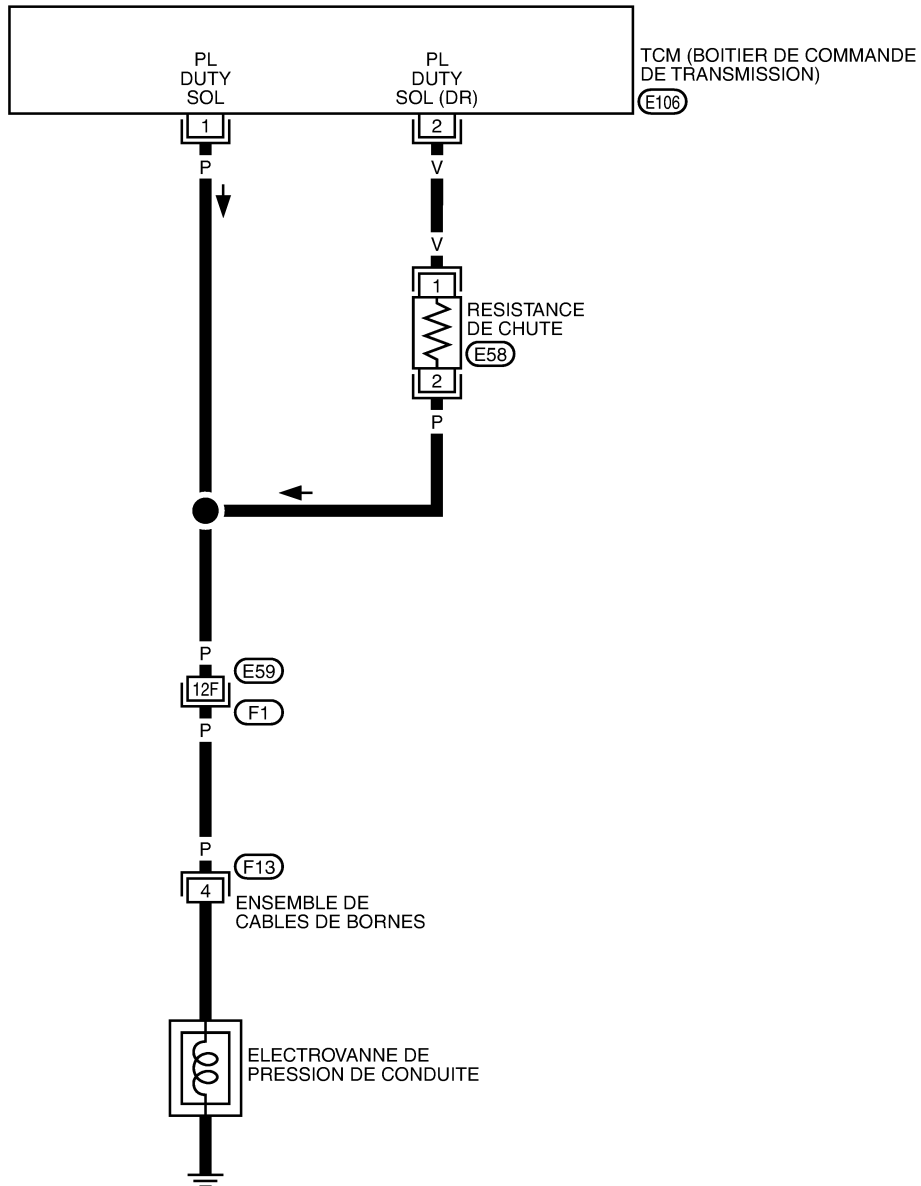 PL
DUTY
SOL
PL
DUTY
SOL (DR)
TCM (BOITIER DE COMMANDE
DE TRANSMISSION)
E106
1
2
P
V
V
1
RESISTANCE
DE CHUTE
E58
2
P
P
E59
12F
F1
P
P
F13
4
ENSEMBLE DE
CABLES DE BORNES
ELECTROVANNE DE
PRESSION DE CONDUITE